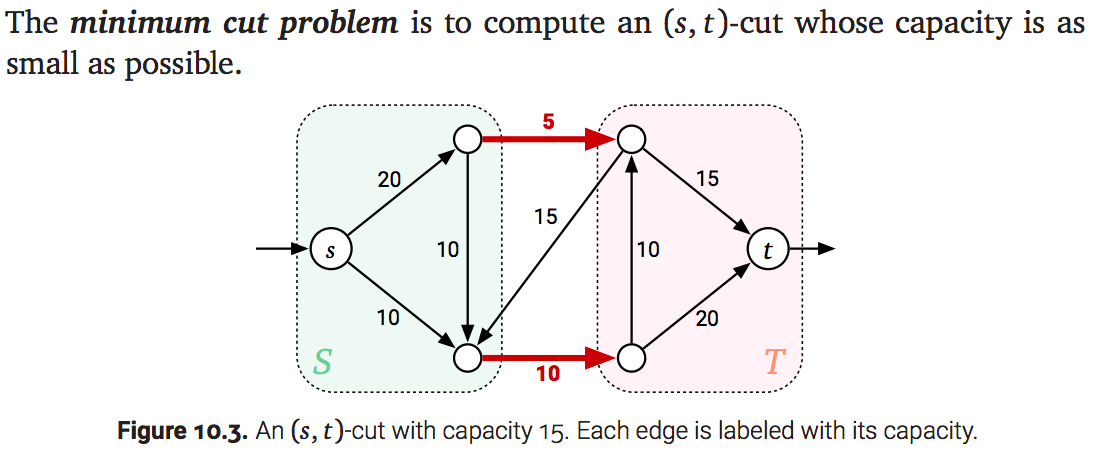 The minimum cut problem is to compute an (s, t)-cut whose capacity is as
small as possible.
5
20
15
15
s
10
10
t
10
20
S
10
T
Figure 10.3. An (s, t)-cut with capacity 15. Each edge is labeled with its capacity.